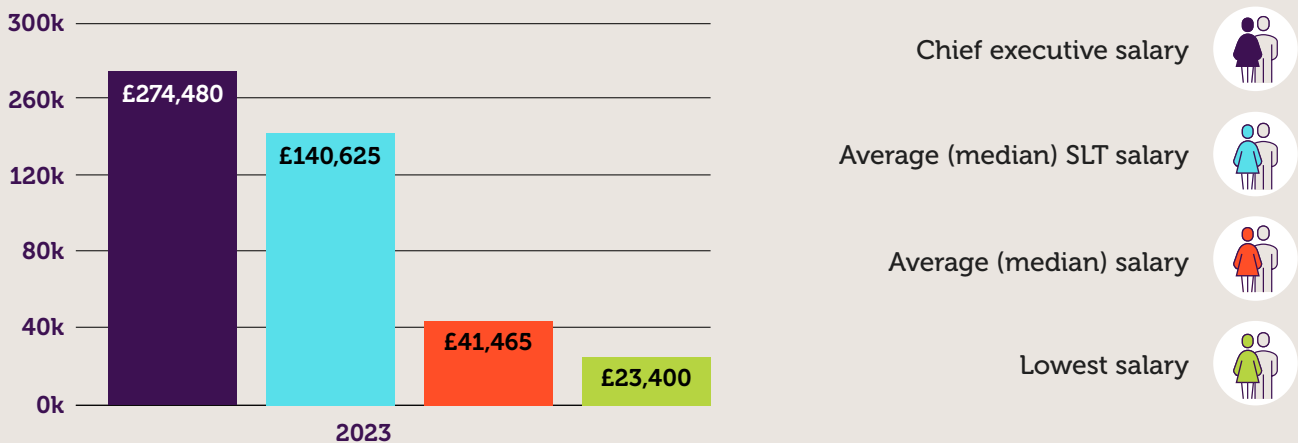 300k
260k
120k
80k
40k
0k
£274,480
£140,625
£41,465
£23,400
2023
Chief executive salary
Average (median) SLT salary
Average (median) salary
Lowest salary